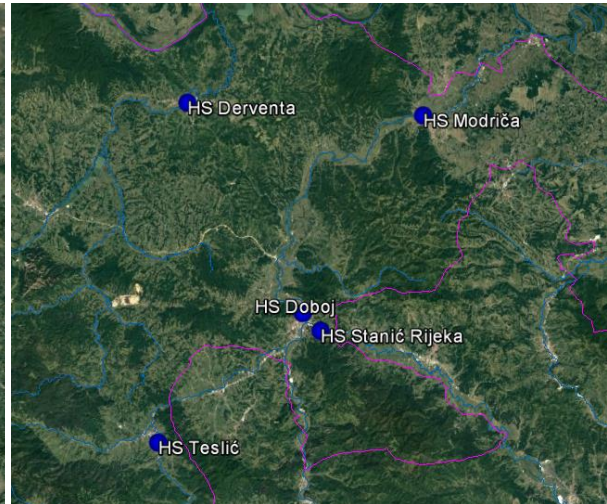 HS Derventa
HS Modriča
HS Doboj
HS Stanić Rijeka
HS Teslić